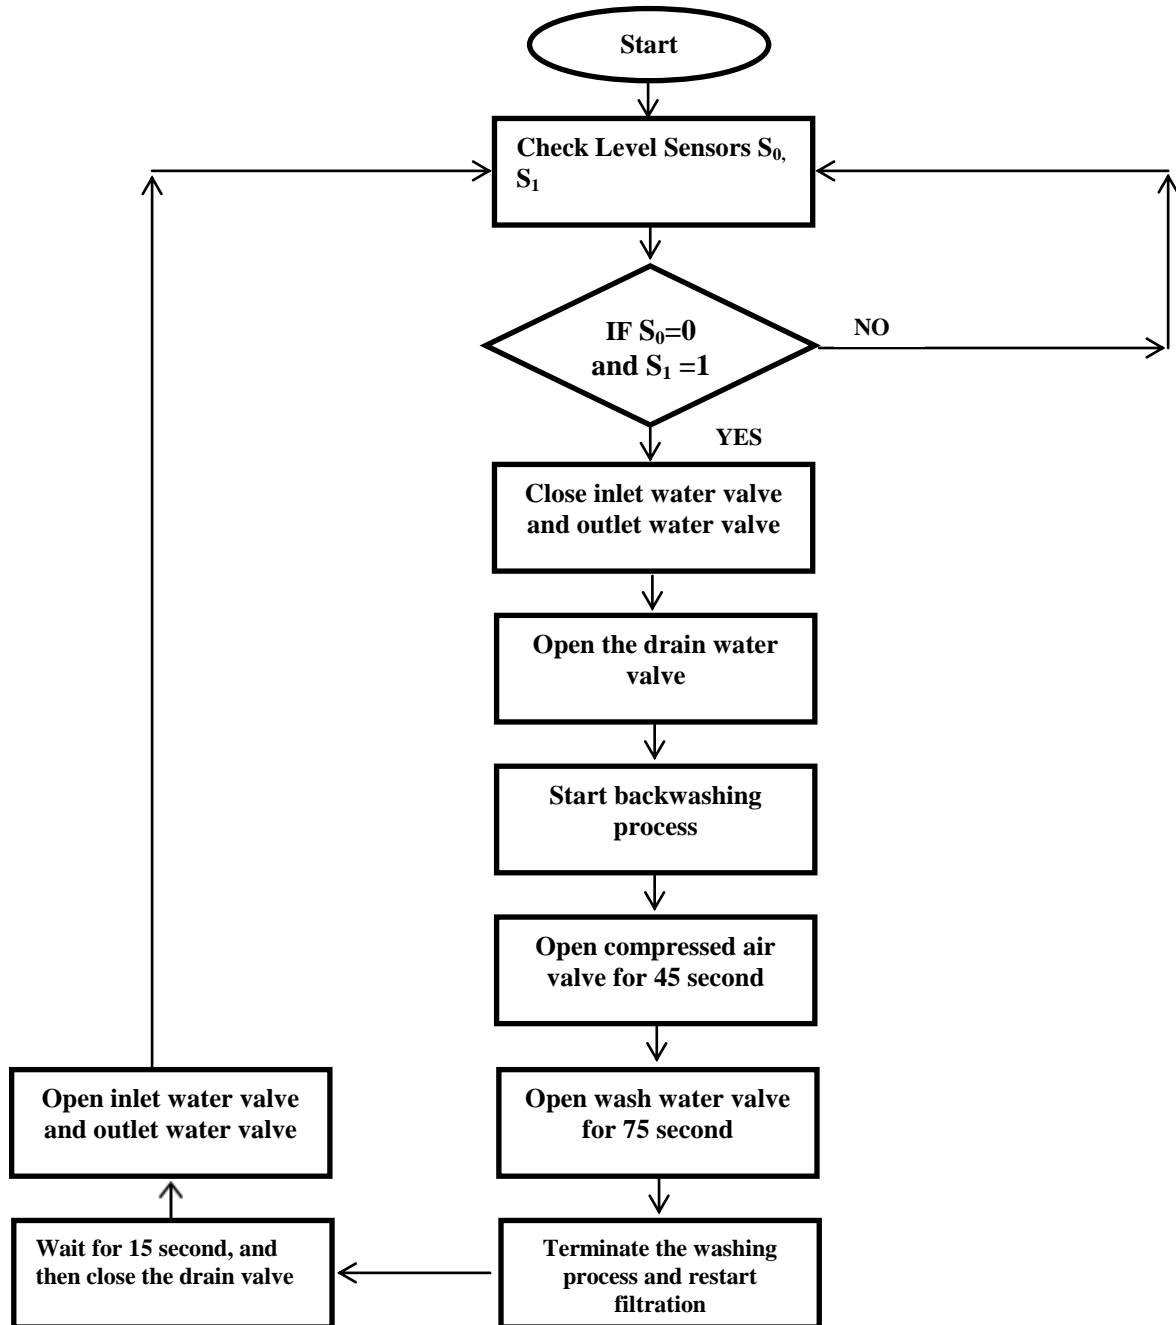 Start
Check Level Sensors S₀,
S₁
IF S₀=0
and S₁ =1
NO
YES
Close inlet water valve
and outlet water valve
Open the drain water
valve
Start backwashing
process
Open compressed air
valve for 45 second
Open wash water valve
for 75 second
Terminate the washing
process and restart
filtration
Wait for 15 second, and
then close the drain valve
Open inlet water valve
and outlet water valve